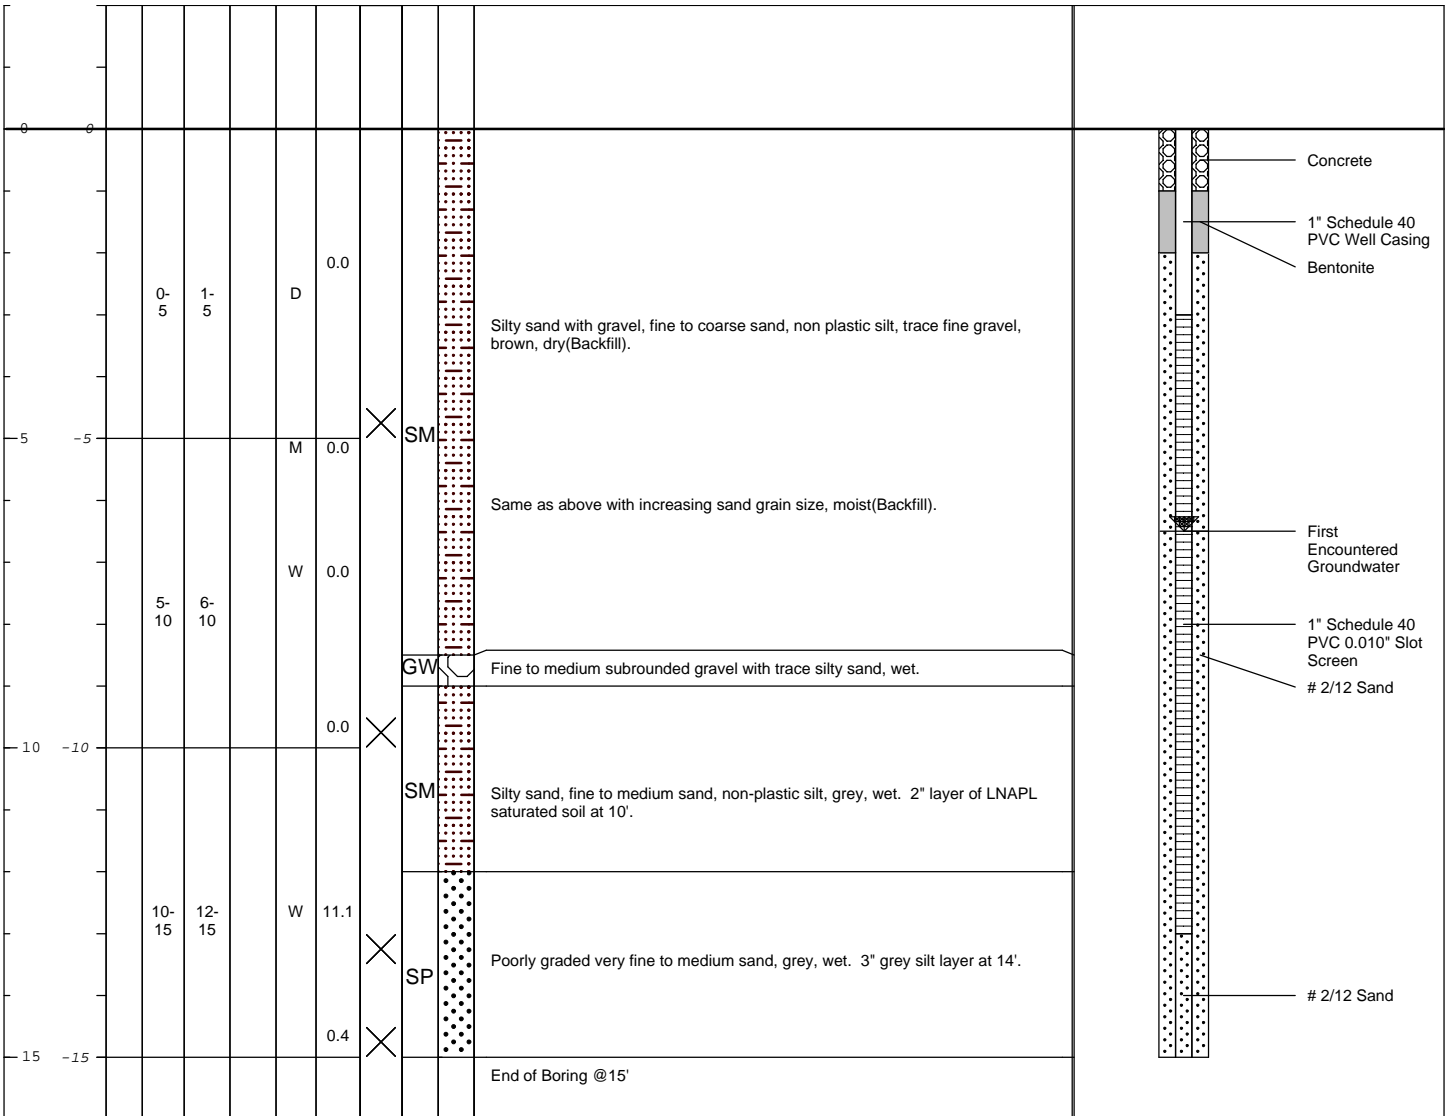 0 0
Concrete
1" Schedule 40
PVC Well Casing
Bentonite
0.0
0- 1- D
5 5
Silty sand with gravel, fine to coarse sand, non plastic silt, trace fine gravel,
brown, dry(Backfill).
SM
5 -5
M 0.0
Same as above with increasing sand grain size, moist(Backfill).
First
Encountered
Groundwater
W 0.0
5- 6-
10 10
1" Schedule 40
PVC 0.010" Slot
Screen
GW Fine to medium subrounded gravel with trace silty sand, wet.
# 2/12 Sand
0.0
10 -10
SM
Silty sand, fine to medium sand, non-plastic silt, grey, wet. 2" layer of LNAPL
saturated soil at 10'.
10- 12- W 11.1
15 15
Poorly graded very fine to medium sand, grey, wet. 3" grey silt layer at 14'.
SP
# 2/12 Sand
0.4
15 -15
End of Boring @15'